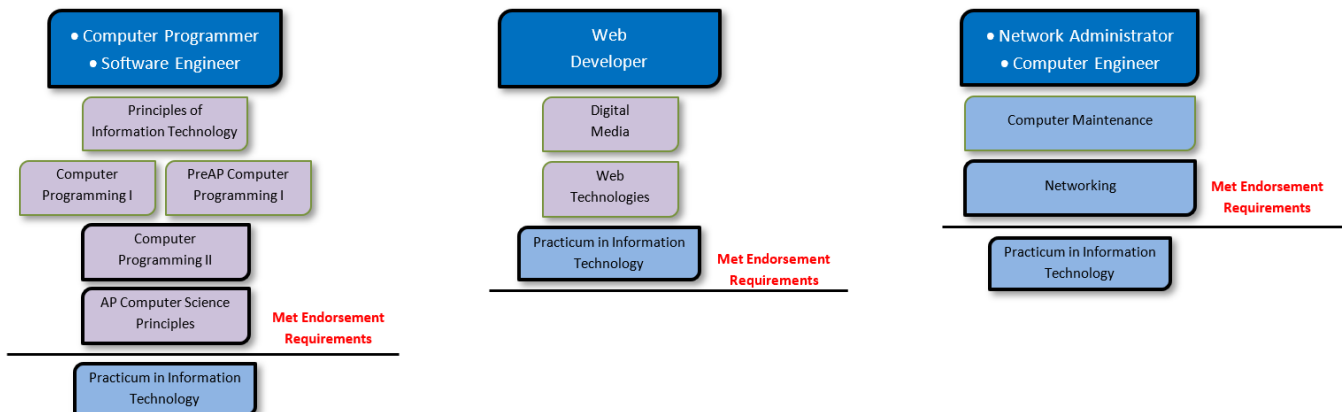 • Computer Programmer
• Software Engineer
Principles of
Information Technology
Computer
Programming I
PreAP Computer
Programming I
Computer
Programming II
AP Computer Science
Principles
Met Endorsement
Requirements
Practicum in Information
Technology
Web
Developer
Digital
Media
Web
Technologies
Practicum in Information
Technology
Met Endorsement
Requirements
• Network Administrator
• Computer Engineer
Computer Maintenance
Networking
Met Endorsement
Requirements
Practicum in Information
Technology